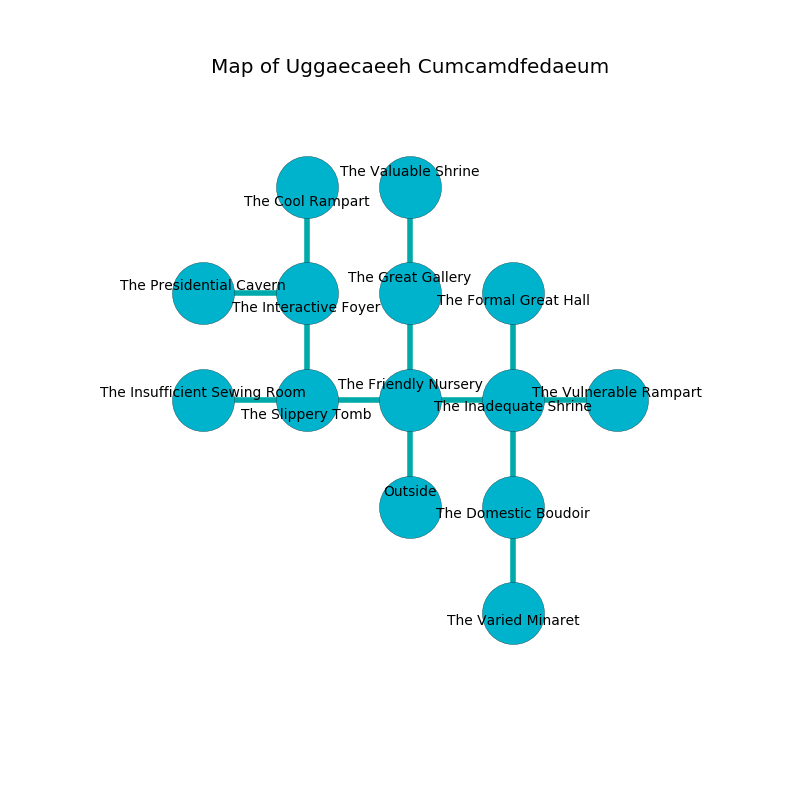 Map of Uggaecaeeh Cumcamdfedaeum
The Valuable Shrine
The Cool Rampart
The Great Gallery
The Presidential Cavern
The Formal Great Hall
The Interactive Foyer
The Friendly Nursery
The Insufficient Sewing Room
The Vulnerable Rampart
The Inadequate Shrine
The Slippery Tomb
Outside
The Domestic Boudoir
The Varied Minaret